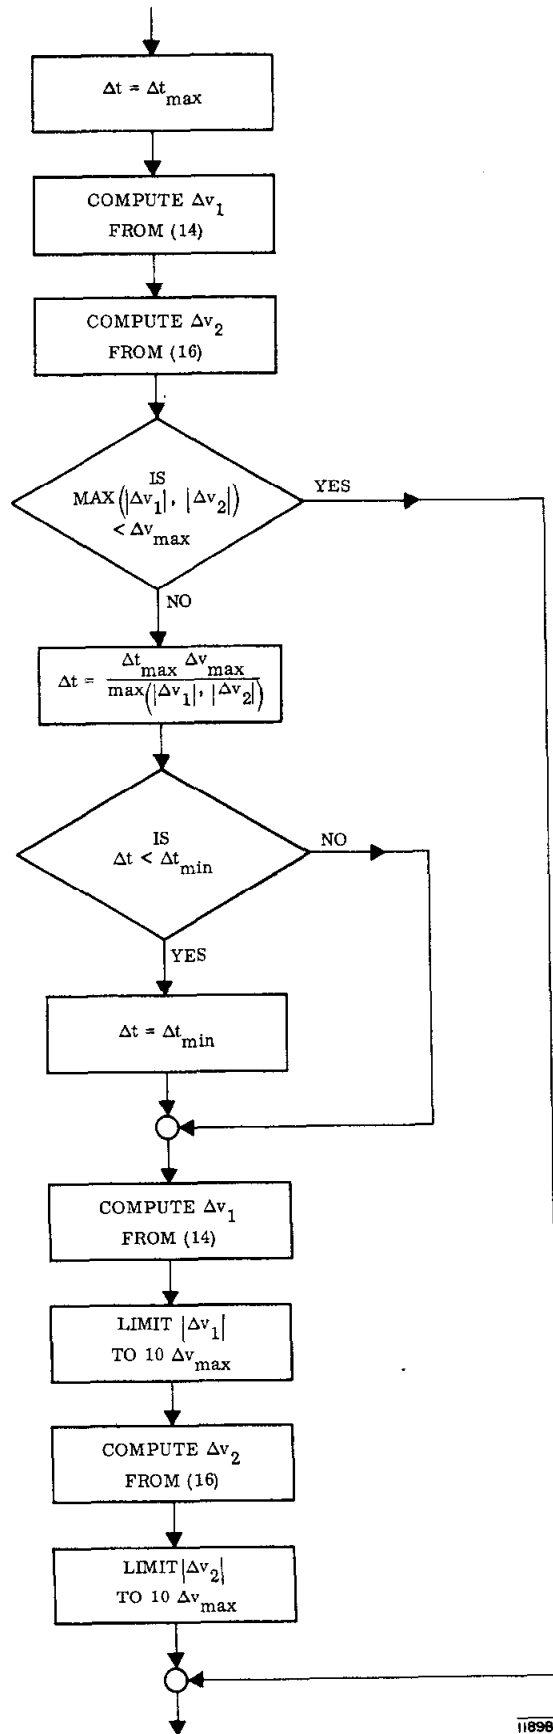 Δt = Δt_max
COMPUTE Δv_1
FROM (14)
COMPUTE Δv_2
FROM (16)
IS
MAX(|Δv_1|, |Δv_2|)
< Δv_max
YES
NO
Δt = Δt_max Δv_max / max(|Δv_1|, |Δv_2|)
IS
Δt < Δt_min
NO
YES
Δt = Δt_min
COMPUTE Δv_1
FROM (14)
LIMIT |Δv_1|
TO 10 Δv_max
COMPUTE Δv_2
FROM (16)
LIMIT |Δv_2|
TO 10 Δv_max
11898